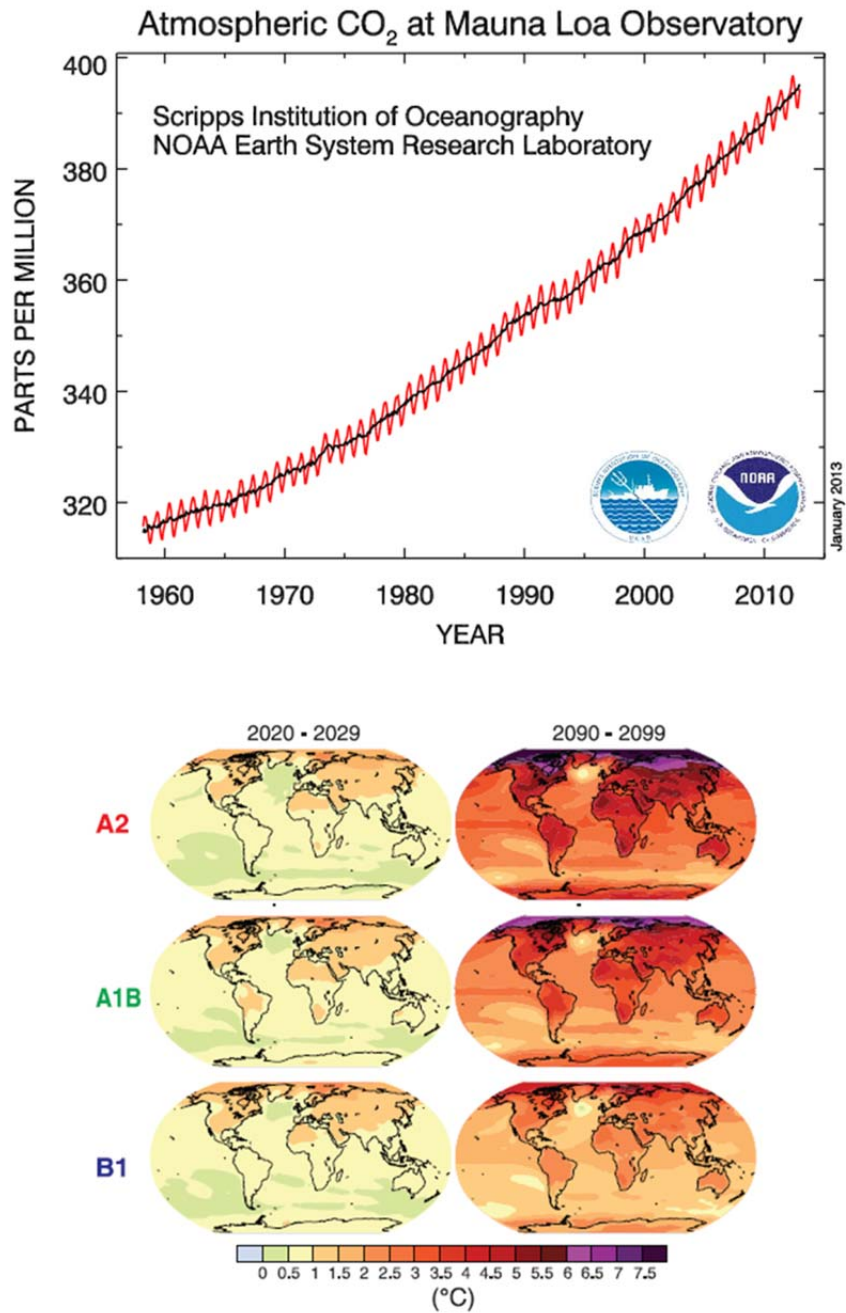 Atmospheric CO₂ at Mauna Loa Observatory
400
Scripps Institution of Oceanography
NOAA Earth System Research Laboratory
380
PARTS PER MILLION
360
340
320
NOAA
January 2013
1960 1970 1980 1990 2000 2010
YEAR
2020 - 2029 2090 - 2099
A2
A1B
B1
0 0.5 1 1.5 2 2.5 3 3.5 4 4.5 5 5.5 6 6.5 7 7.5
(°C)